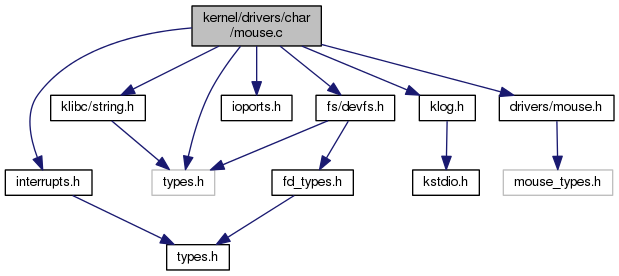 kernel/drivers/char
/mouse.c
klibc/string.h
ioports.h
fs/devfs.h
klog.h
drivers/mouse.h
interrupts.h
types.h
fd_types.h
kstdio.h
mouse_types.h
types.h